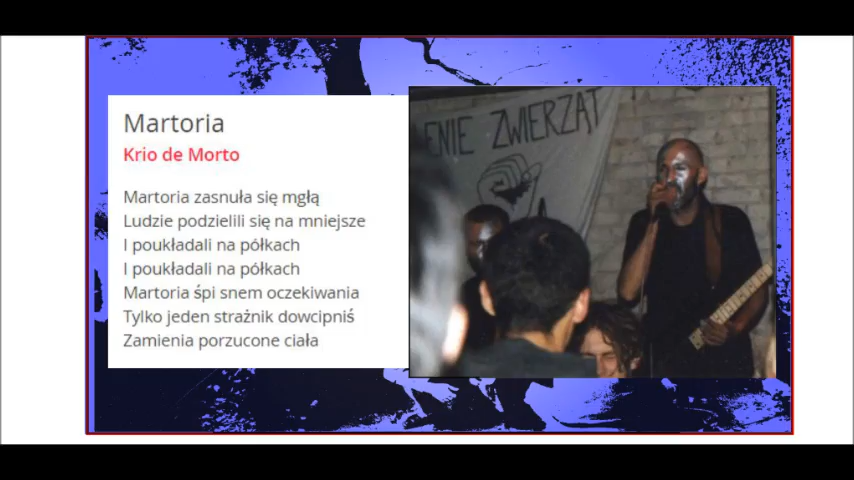 Martoria
Krio de Morto
Martoria zasnuła się mgłą
Ludzie podzielili się na mniejsze
I poukładali na półkach
I poukładali na półkach
Martoria śpi snem oczekiwania
Tylko jeden strażnik dowcipniś
Zamienia porzucone ciała
ENIE ZWIERZĄT